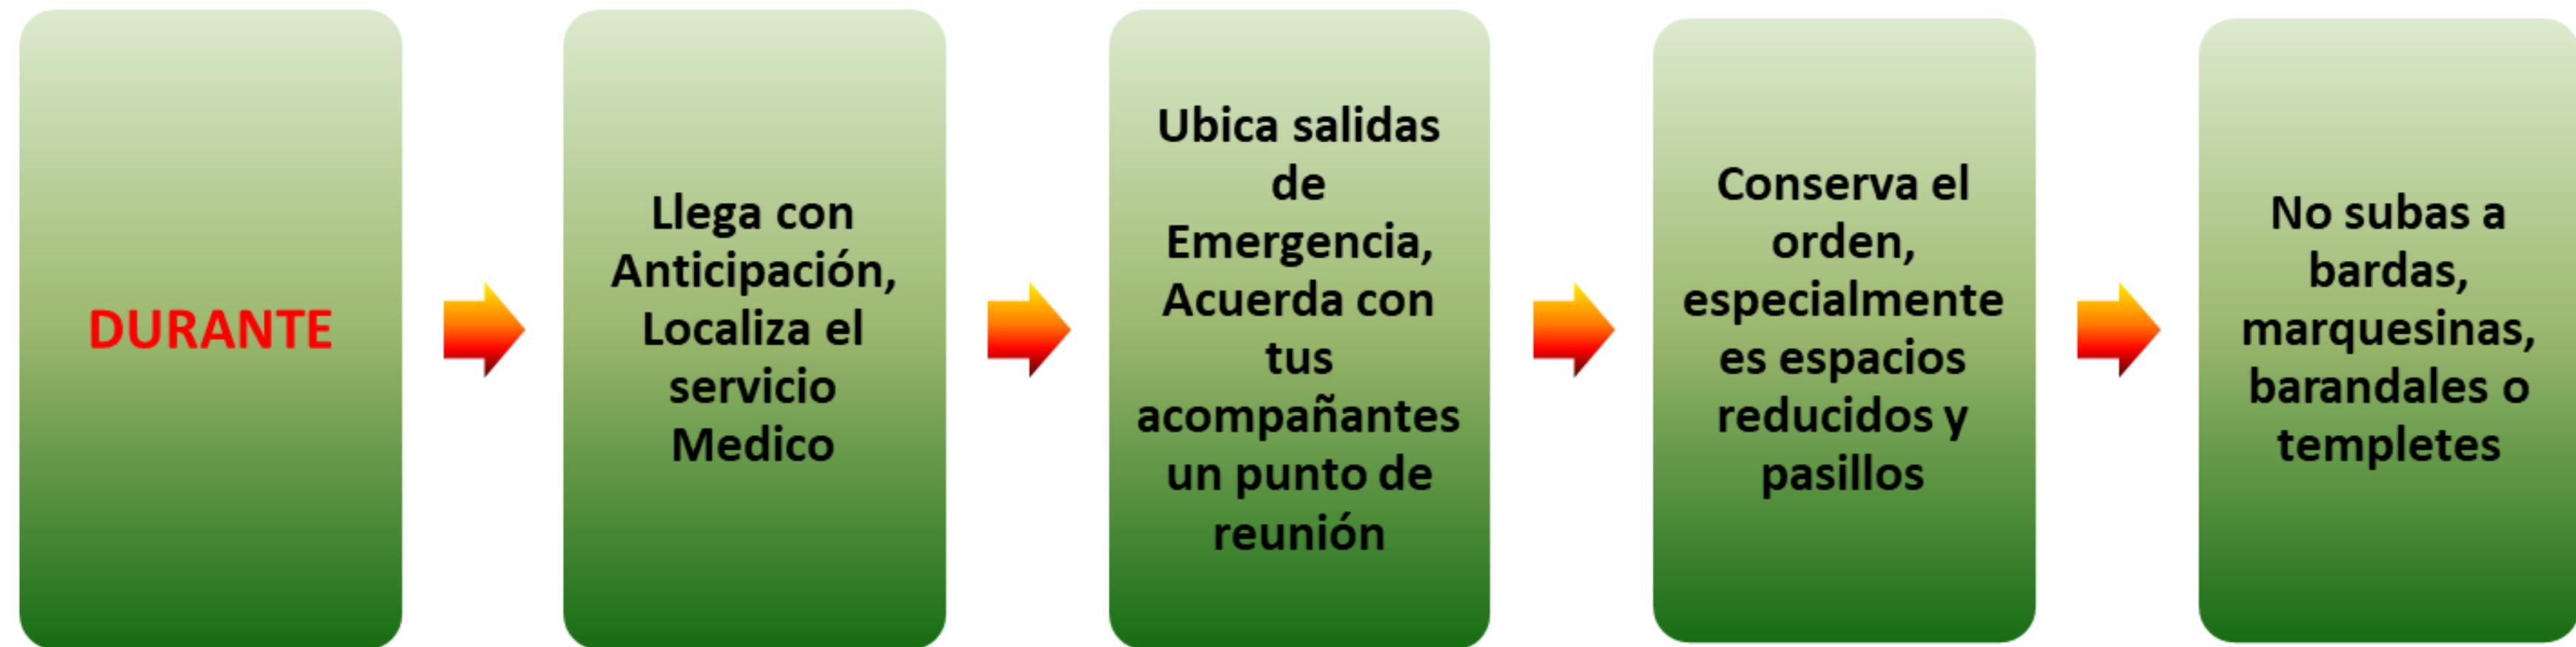 DURANTE
Llega con
Anticipación,
Localiza el
servicio
Medico
Ubica salidas
de
Emergencia,
Acuerda con
tus
acompañantes
un punto de
reunión
Conserva el
orden,
especialmente
es espacios
reducidos y
pasillos
No subas a
bardas,
marquesinas,
barandales o
templetes